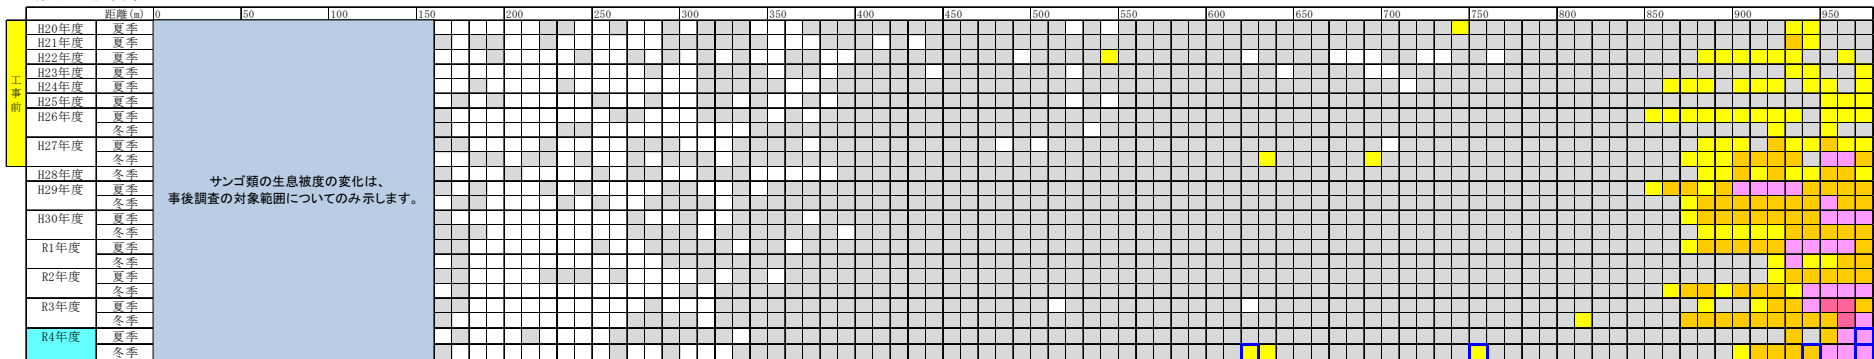 距離(m) 0 50 100 150 200 250 300 350 400 450 500 550 600 650 700 750 800 850 900 950
工事前
H20年度 夏季
H21年度 夏季
H22年度 夏季
H23年度 夏季
H24年度 夏季
H25年度 夏季
H26年度 夏季
冬季
H27年度 夏季
冬季
H28年度 冬季
H29年度 夏季
冬季
H30年度 夏季
冬季
R1年度 夏季
冬季
R2年度 夏季
冬季
R3年度 夏季
冬季
R4年度 夏季
冬季
サンゴ類の生息被度の変化は、
事後調査の対象範囲についてのみ示します。